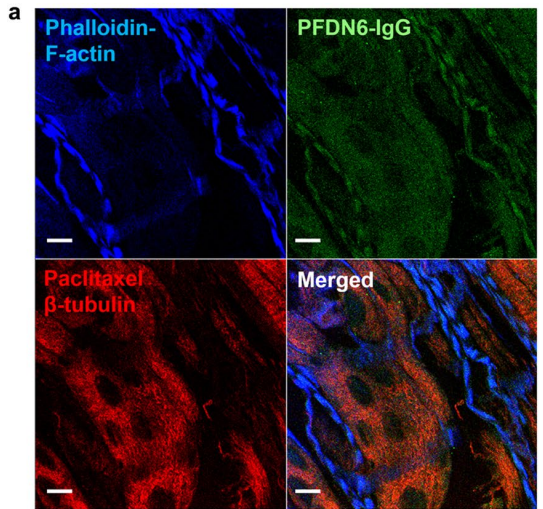 a
Phalloidin-
F-actin
PFDN6-IgG
Paclitaxel
β-tubulin
Merged